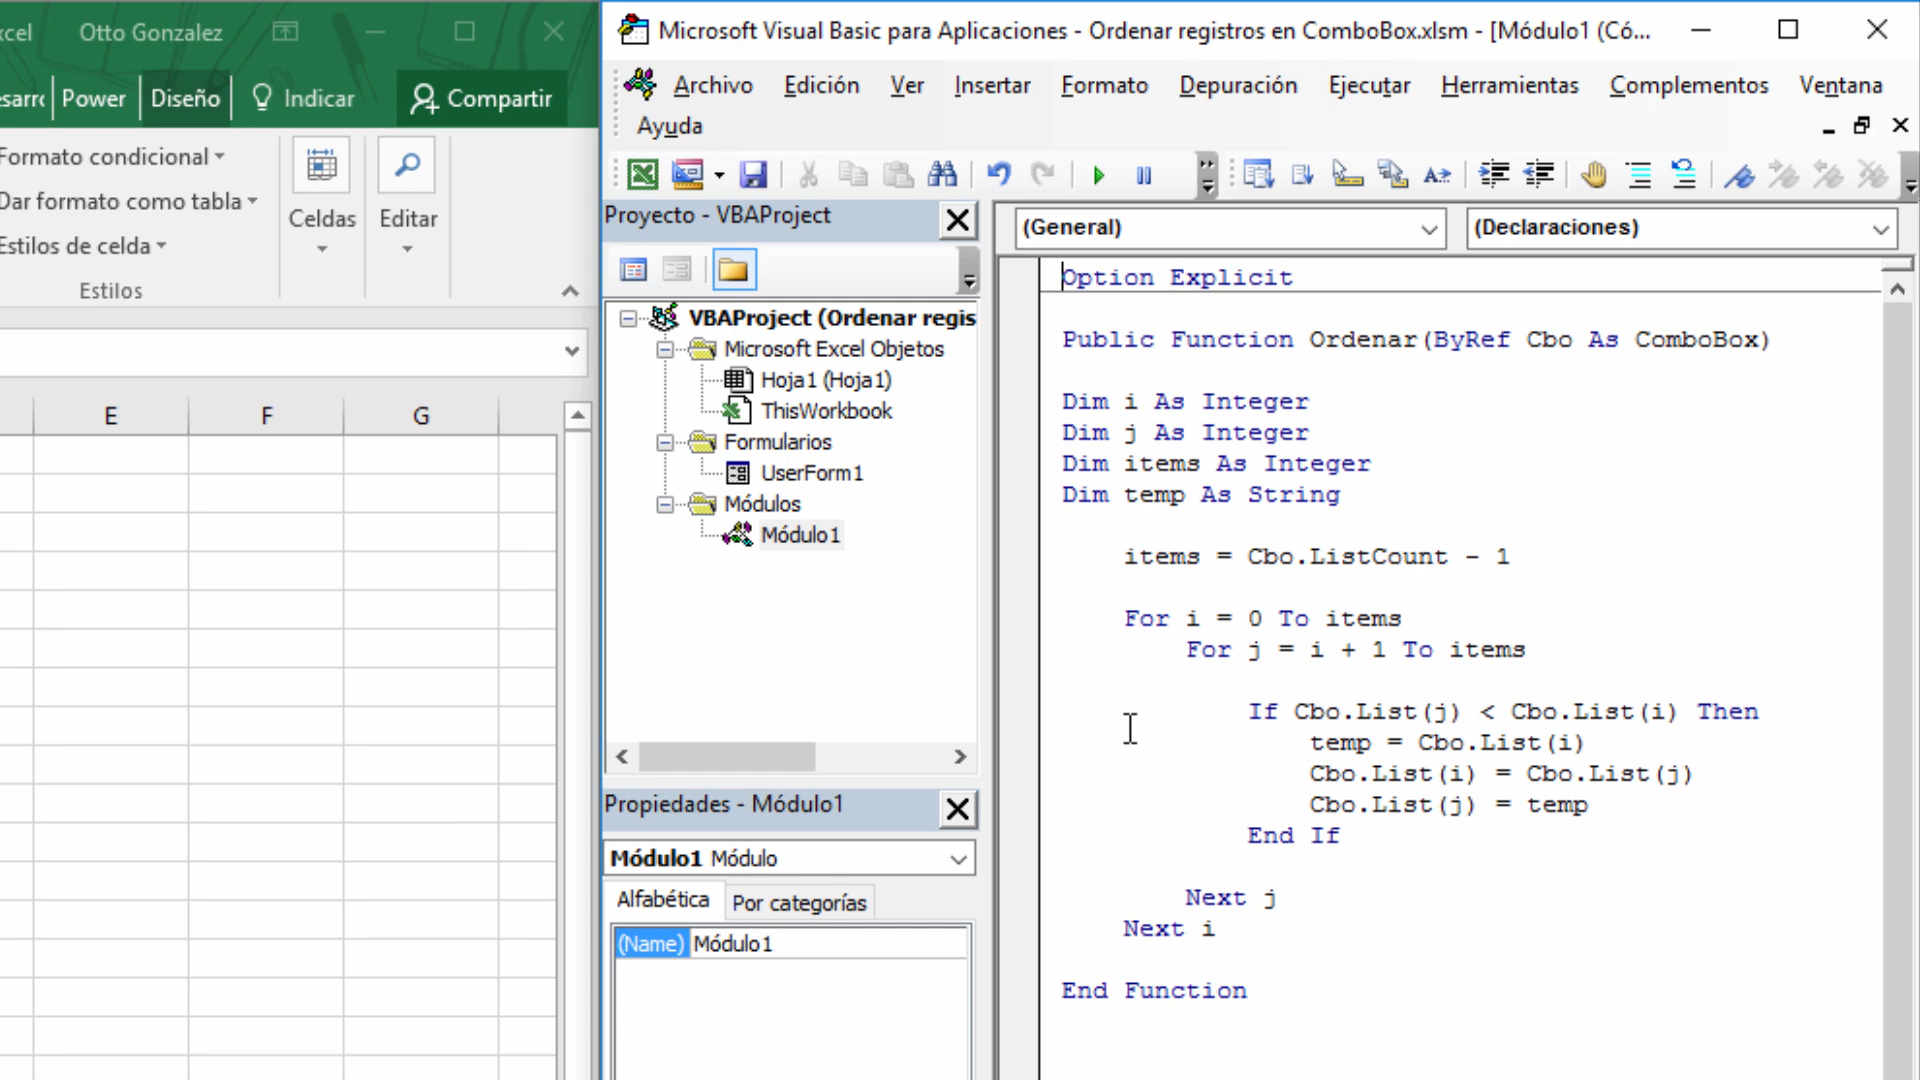 Otto Gonzalez
Power
Diseño
Indicar
Compartir
Formato condicional
Dar formato como tabla
Estilos de celda
Celdas
Editar
Estilos
E
F
G
Microsoft Visual Basic para Aplicaciones - Ordenar registros en ComboBox.xlsm - [Módulo1 (Có...
Archivo Edición Ver Insertar Formato Depuración Ejecutar Herramientas Complementos Ventana
Ayuda
Proyecto - VBAProject
VBAProject (Ordenar regis
Microsoft Excel Objetos
Hoja1 (Hoja1)
ThisWorkbook
Formularios
UserForm1
Módulos
Módulo1
Propiedades - Módulo1
Módulo1 Módulo
Alfabética Por categorías
(Name) Módulo1
(General) (Declaraciones)
Option Explicit
Public Function Ordenar(ByRef Cbo As ComboBox)
Dim i As Integer
Dim j As Integer
Dim items As Integer
Dim temp As String
items = Cbo.ListCount - 1
For i = 0 To items
For j = i + 1 To items
If Cbo.List(j) < Cbo.List(i) Then
temp = Cbo.List(i)
Cbo.List(i) = Cbo.List(j)
Cbo.List(j) = temp
End If
Next j
Next i
End Function